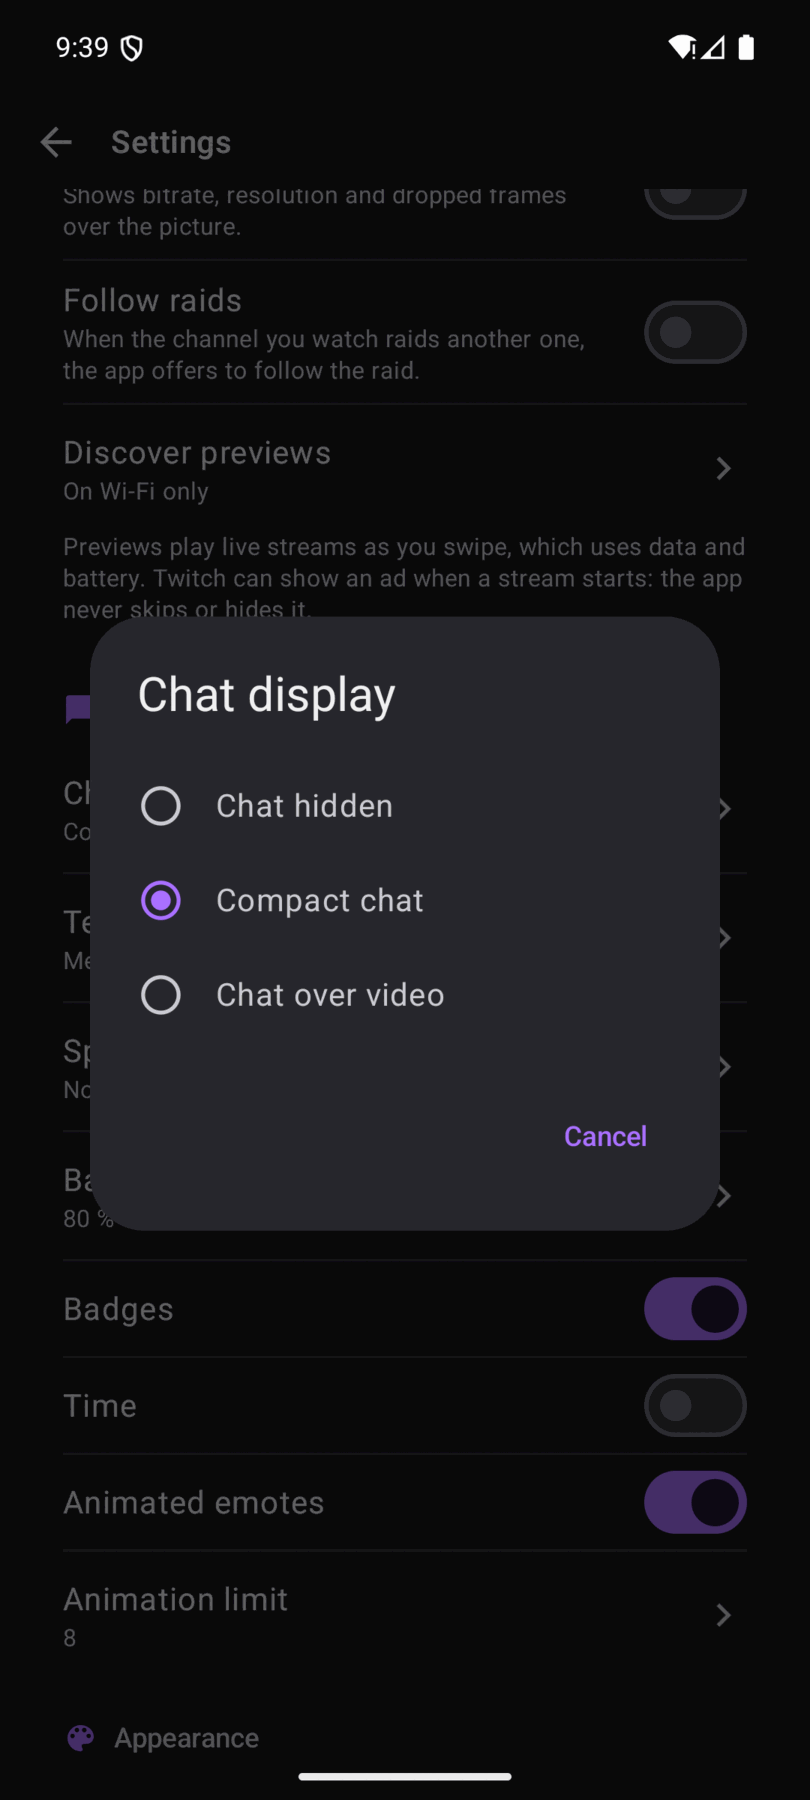 9:39
Settings
Shows bitrate, resolution and dropped frames
over the picture.
Follow raids
When the channel you watch raids another one,
the app offers to follow the raid.
Discover previews
On Wi-Fi only
Previews play live streams as you swipe, which uses data and
battery. Twitch can show an ad when a stream starts: the app
never skips or hides it.
Chat display
Chat hidden
Compact chat
Chat over video
Cancel
80 %
Badges
Time
Animated emotes
Animation limit
8
Appearance